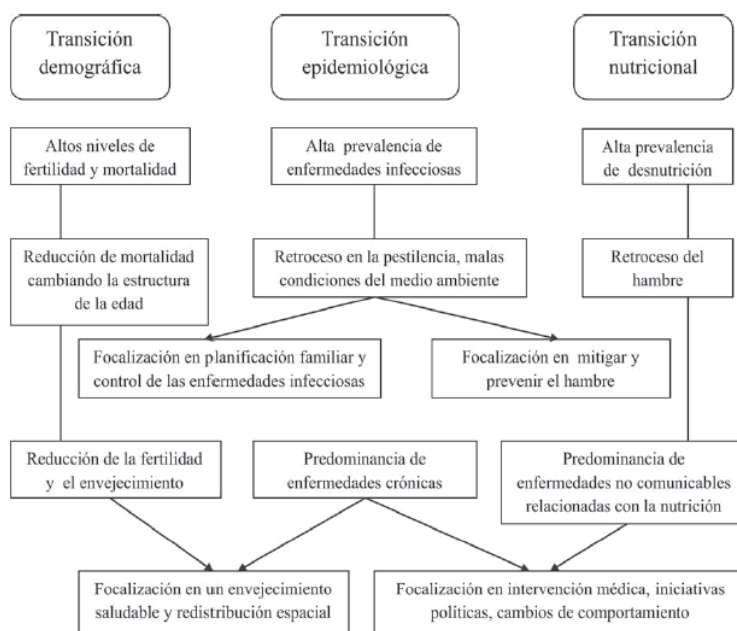 Transición
demográfica
Transición
epidemiológica
Transición
nutricional
Altos niveles de
fertilidad y mortalidad
Alta prevalencia de
enfermedades infecciosas
Alta prevalencia
de desnutrición
Reducción de mortalidad
cambiando la estructura
de la edad
Retroceso en la pestilencia, malas
condiciones del medio ambiente
Retroceso del
hambre
Focalización en planificación familiar y
control de las enfermedades infecciosas
Focalización en mitigar y
prevenir el hambre
Reducción de la fertilidad
y el envejecimiento
Predominancia de
enfermedades crónicas
Predominancia de
enfermedades no comunicables
relacionadas con la nutrición
Focalización en un envejecimiento
saludable y redistribución espacial
Focalización en intervención médica, iniciativas
políticas, cambios de comportamiento